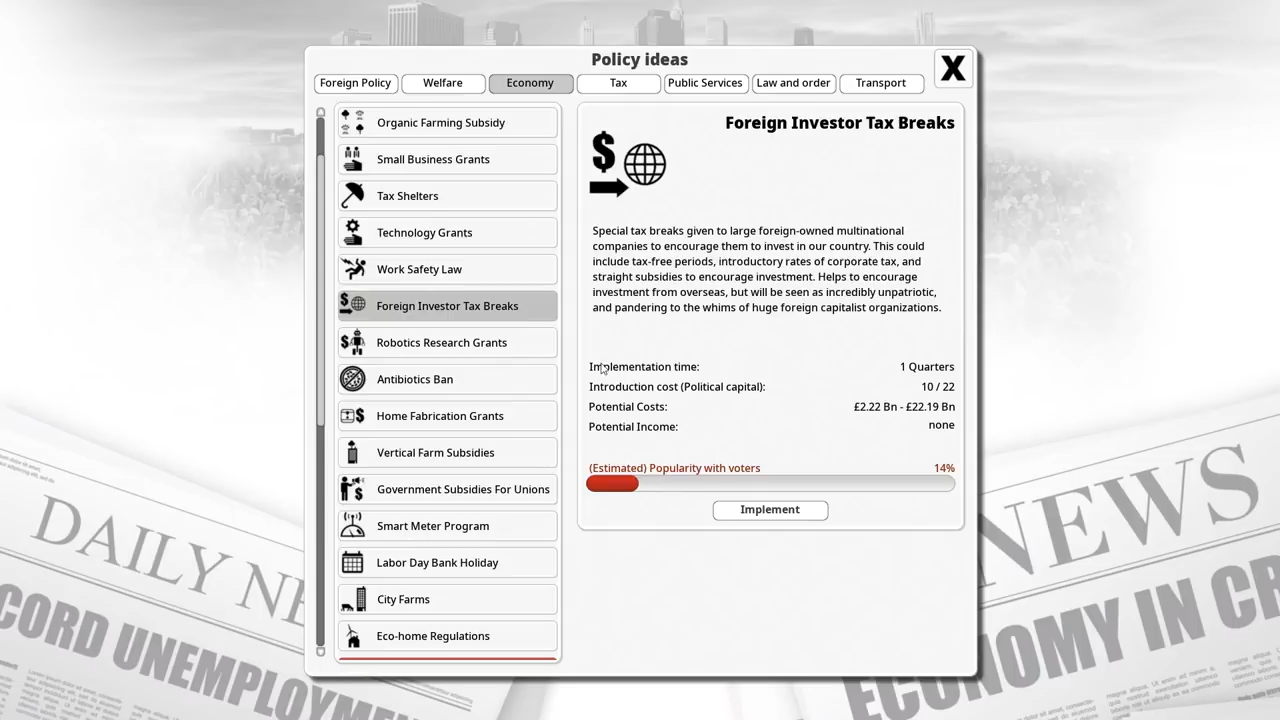 Policy ideas
X
Foreign Policy
Welfare
Economy
Tax
Public Services
Law and order
Transport
Organic Farming Subsidy
Small Business Grants
Tax Shelters
Technology Grants
Work Safety Law
Foreign Investor Tax Breaks
Robotics Research Grants
Antibiotics Ban
Home Fabrication Grants
Vertical Farm Subsidies
Government Subsidies For Unions
Smart Meter Program
Labor Day Bank Holiday
City Farms
Eco-home Regulations
Foreign Investor Tax Breaks
Special tax breaks given to large foreign-owned multinational
companies to encourage them to invest in our country. This could
include tax-free periods, introductory rates of corporate tax, and
straight subsidies to encourage investment. Helps to encourage
investment from overseas, but will be seen as incredibly unpatriotic,
and pandering to the whims of huge foreign capitalist organizations.
Implementation time: 1 Quarters
Introduction cost (Political capital): 10 / 22
Potential Costs: £2.22 Bn - £22.19 Bn
Potential Income: none
(Estimated) Popularity with voters 14%
Implement
DAILY NE
CORD UNEMPLOYM
NEWS
ECONOMY IN CR